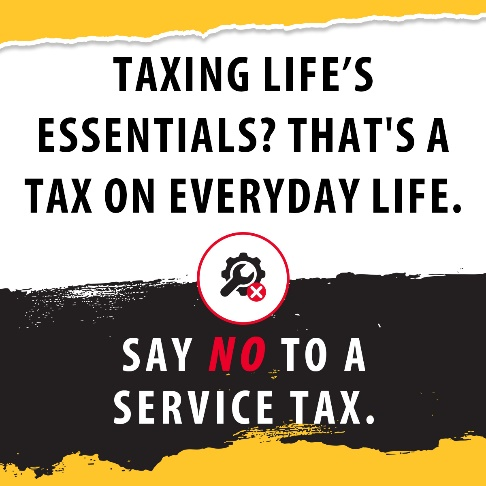 TAXING LIFE’S
ESSENTIALS? THAT'S A
TAX ON EVERYDAY LIFE.
SAY NO TO A
SERVICE TAX.